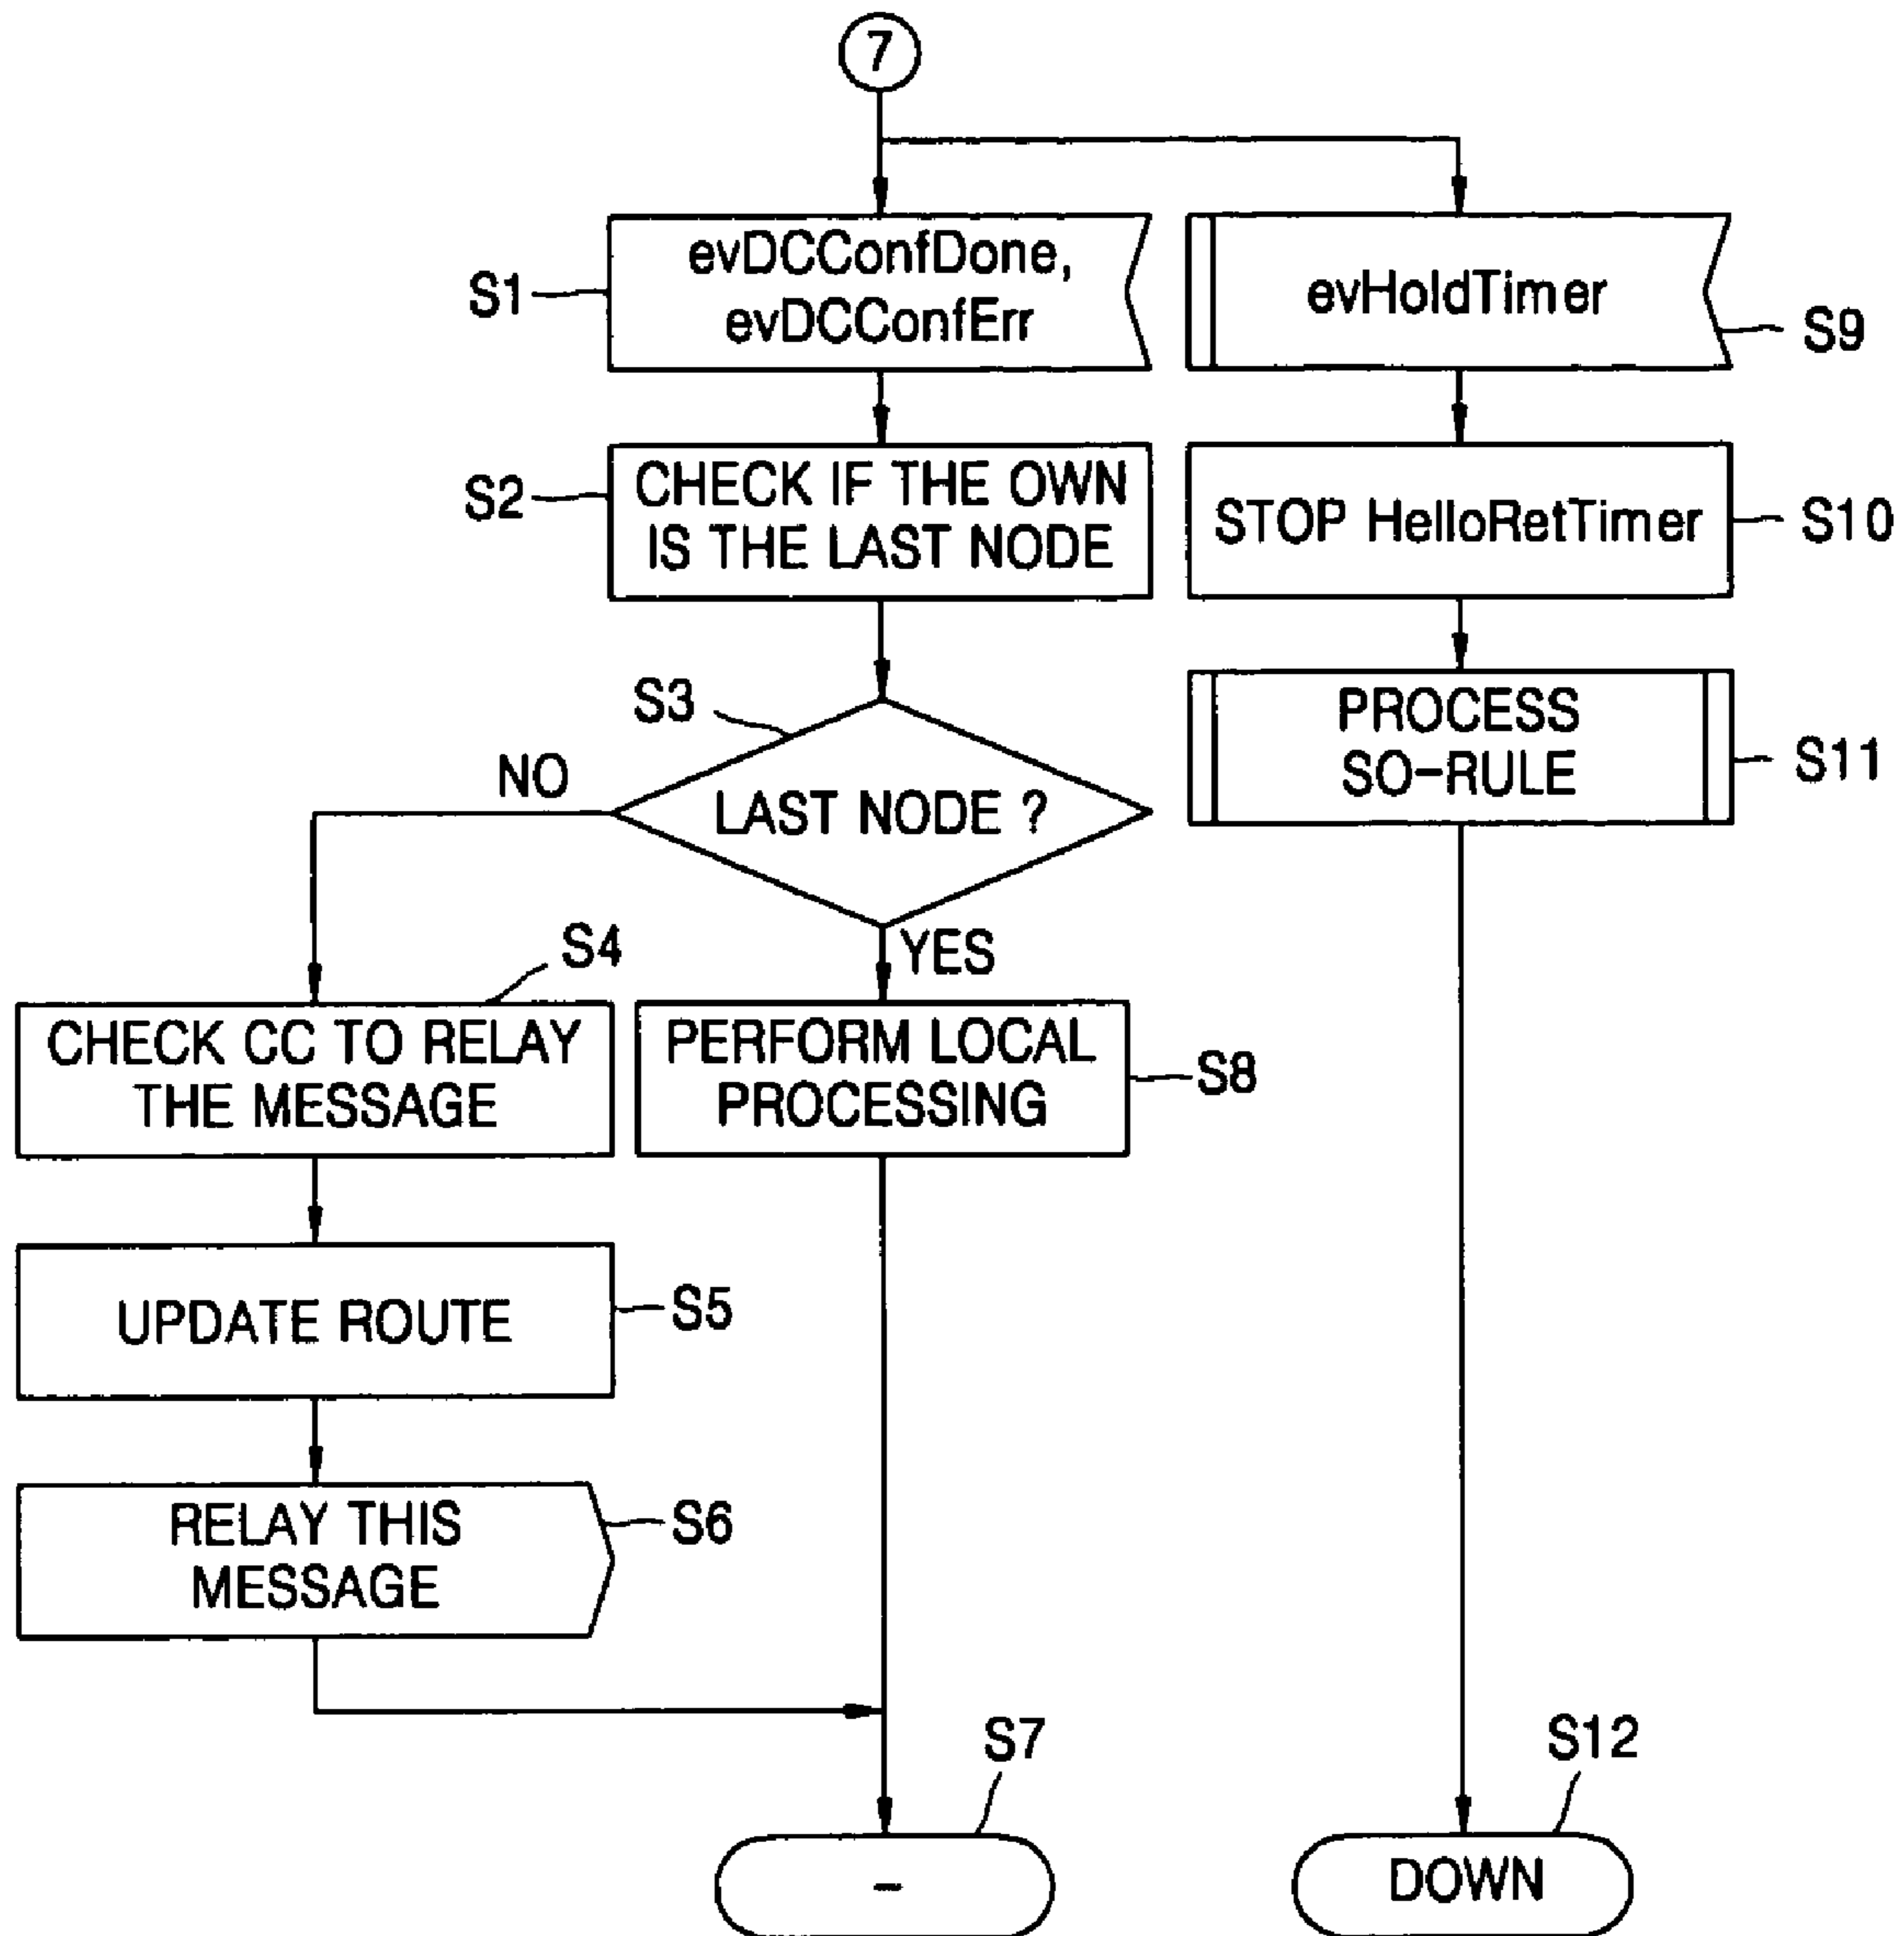 7
S1
evDCConfDone,
evDCConfErr
evHoldTimer
S9
S2
CHECK IF THE OWN
IS THE LAST NODE
STOP HelloRetTimer
S10
S3
NO
LAST NODE ?
YES
PROCESS
SO-RULE
S11
S4
CHECK CC TO RELAY
THE MESSAGE
PERFORM LOCAL
PROCESSING
S8
UPDATE ROUTE
S5
RELAY THIS
MESSAGE
S6
S7
-
S12
DOWN